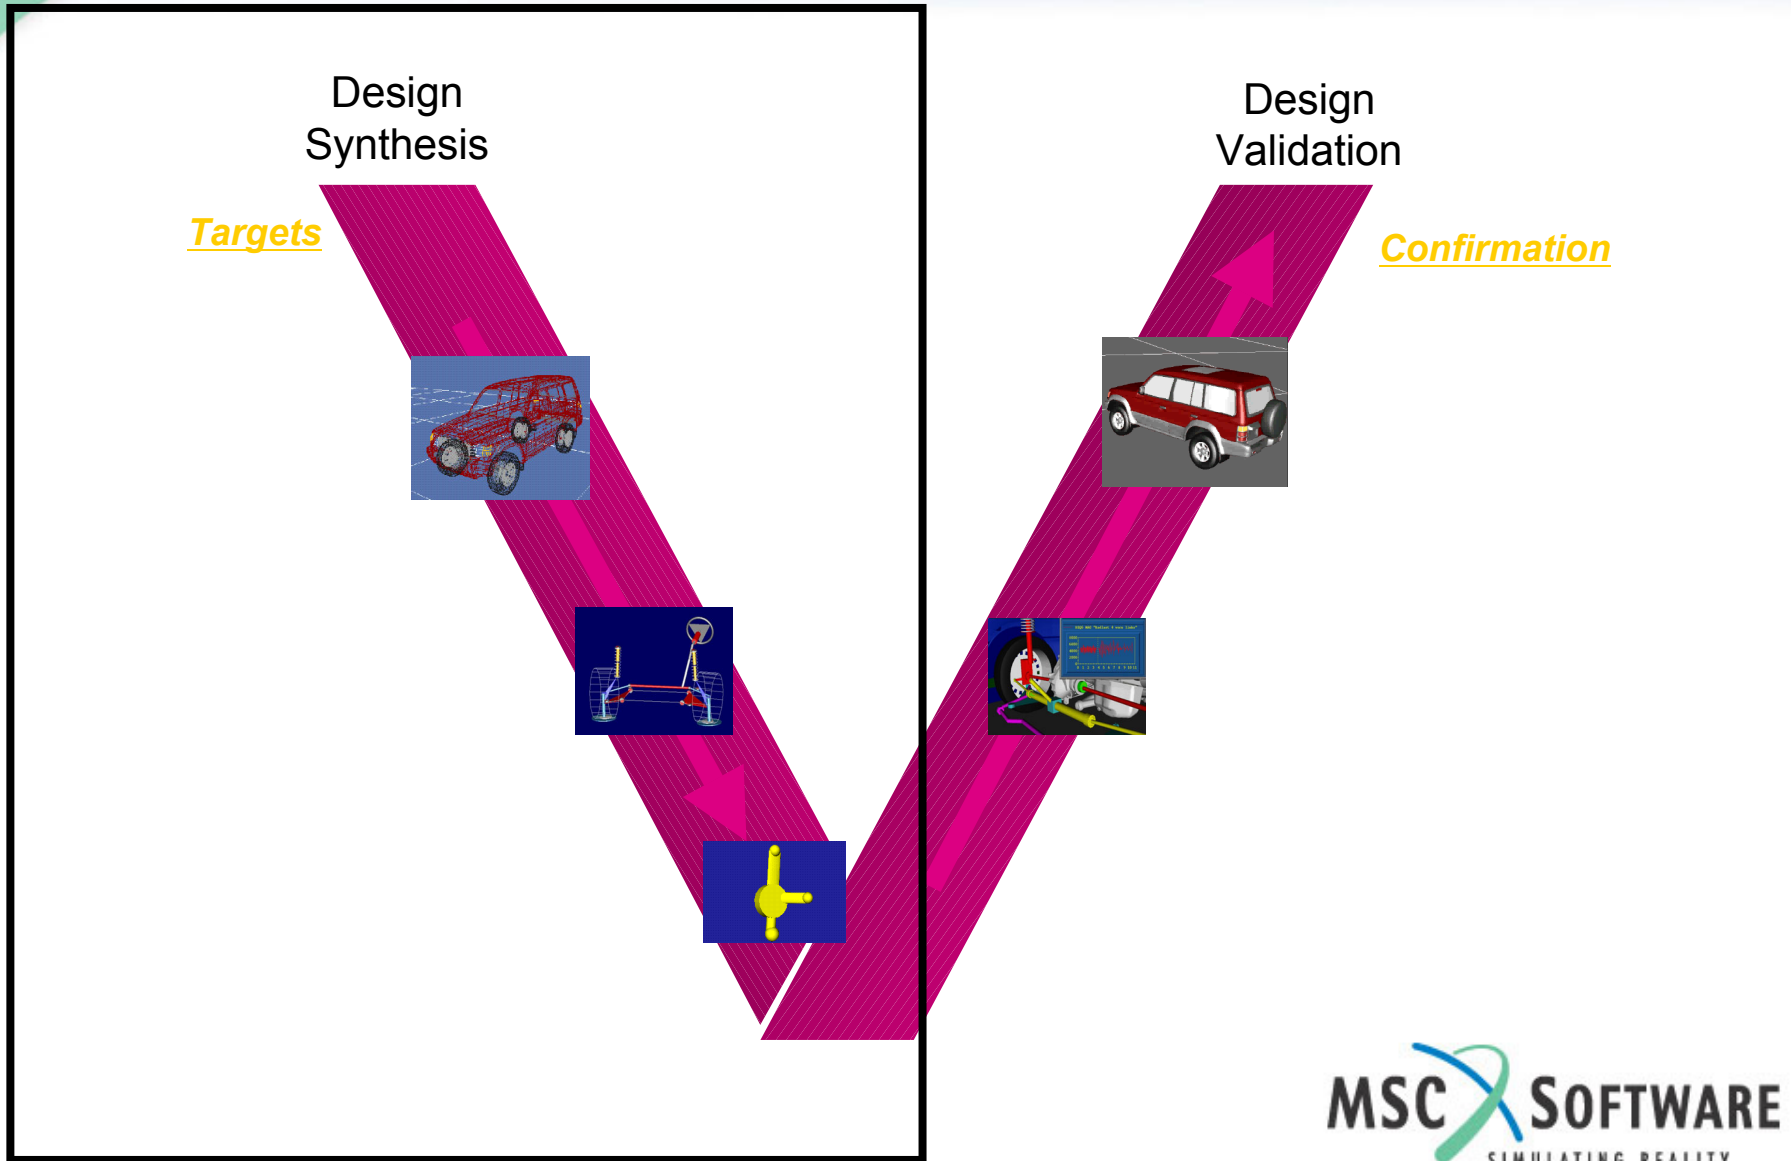 Design
Synthesis
Design
Validation
Targets
Confirmation
MSC SOFTWARE
SIMULATING REALITY